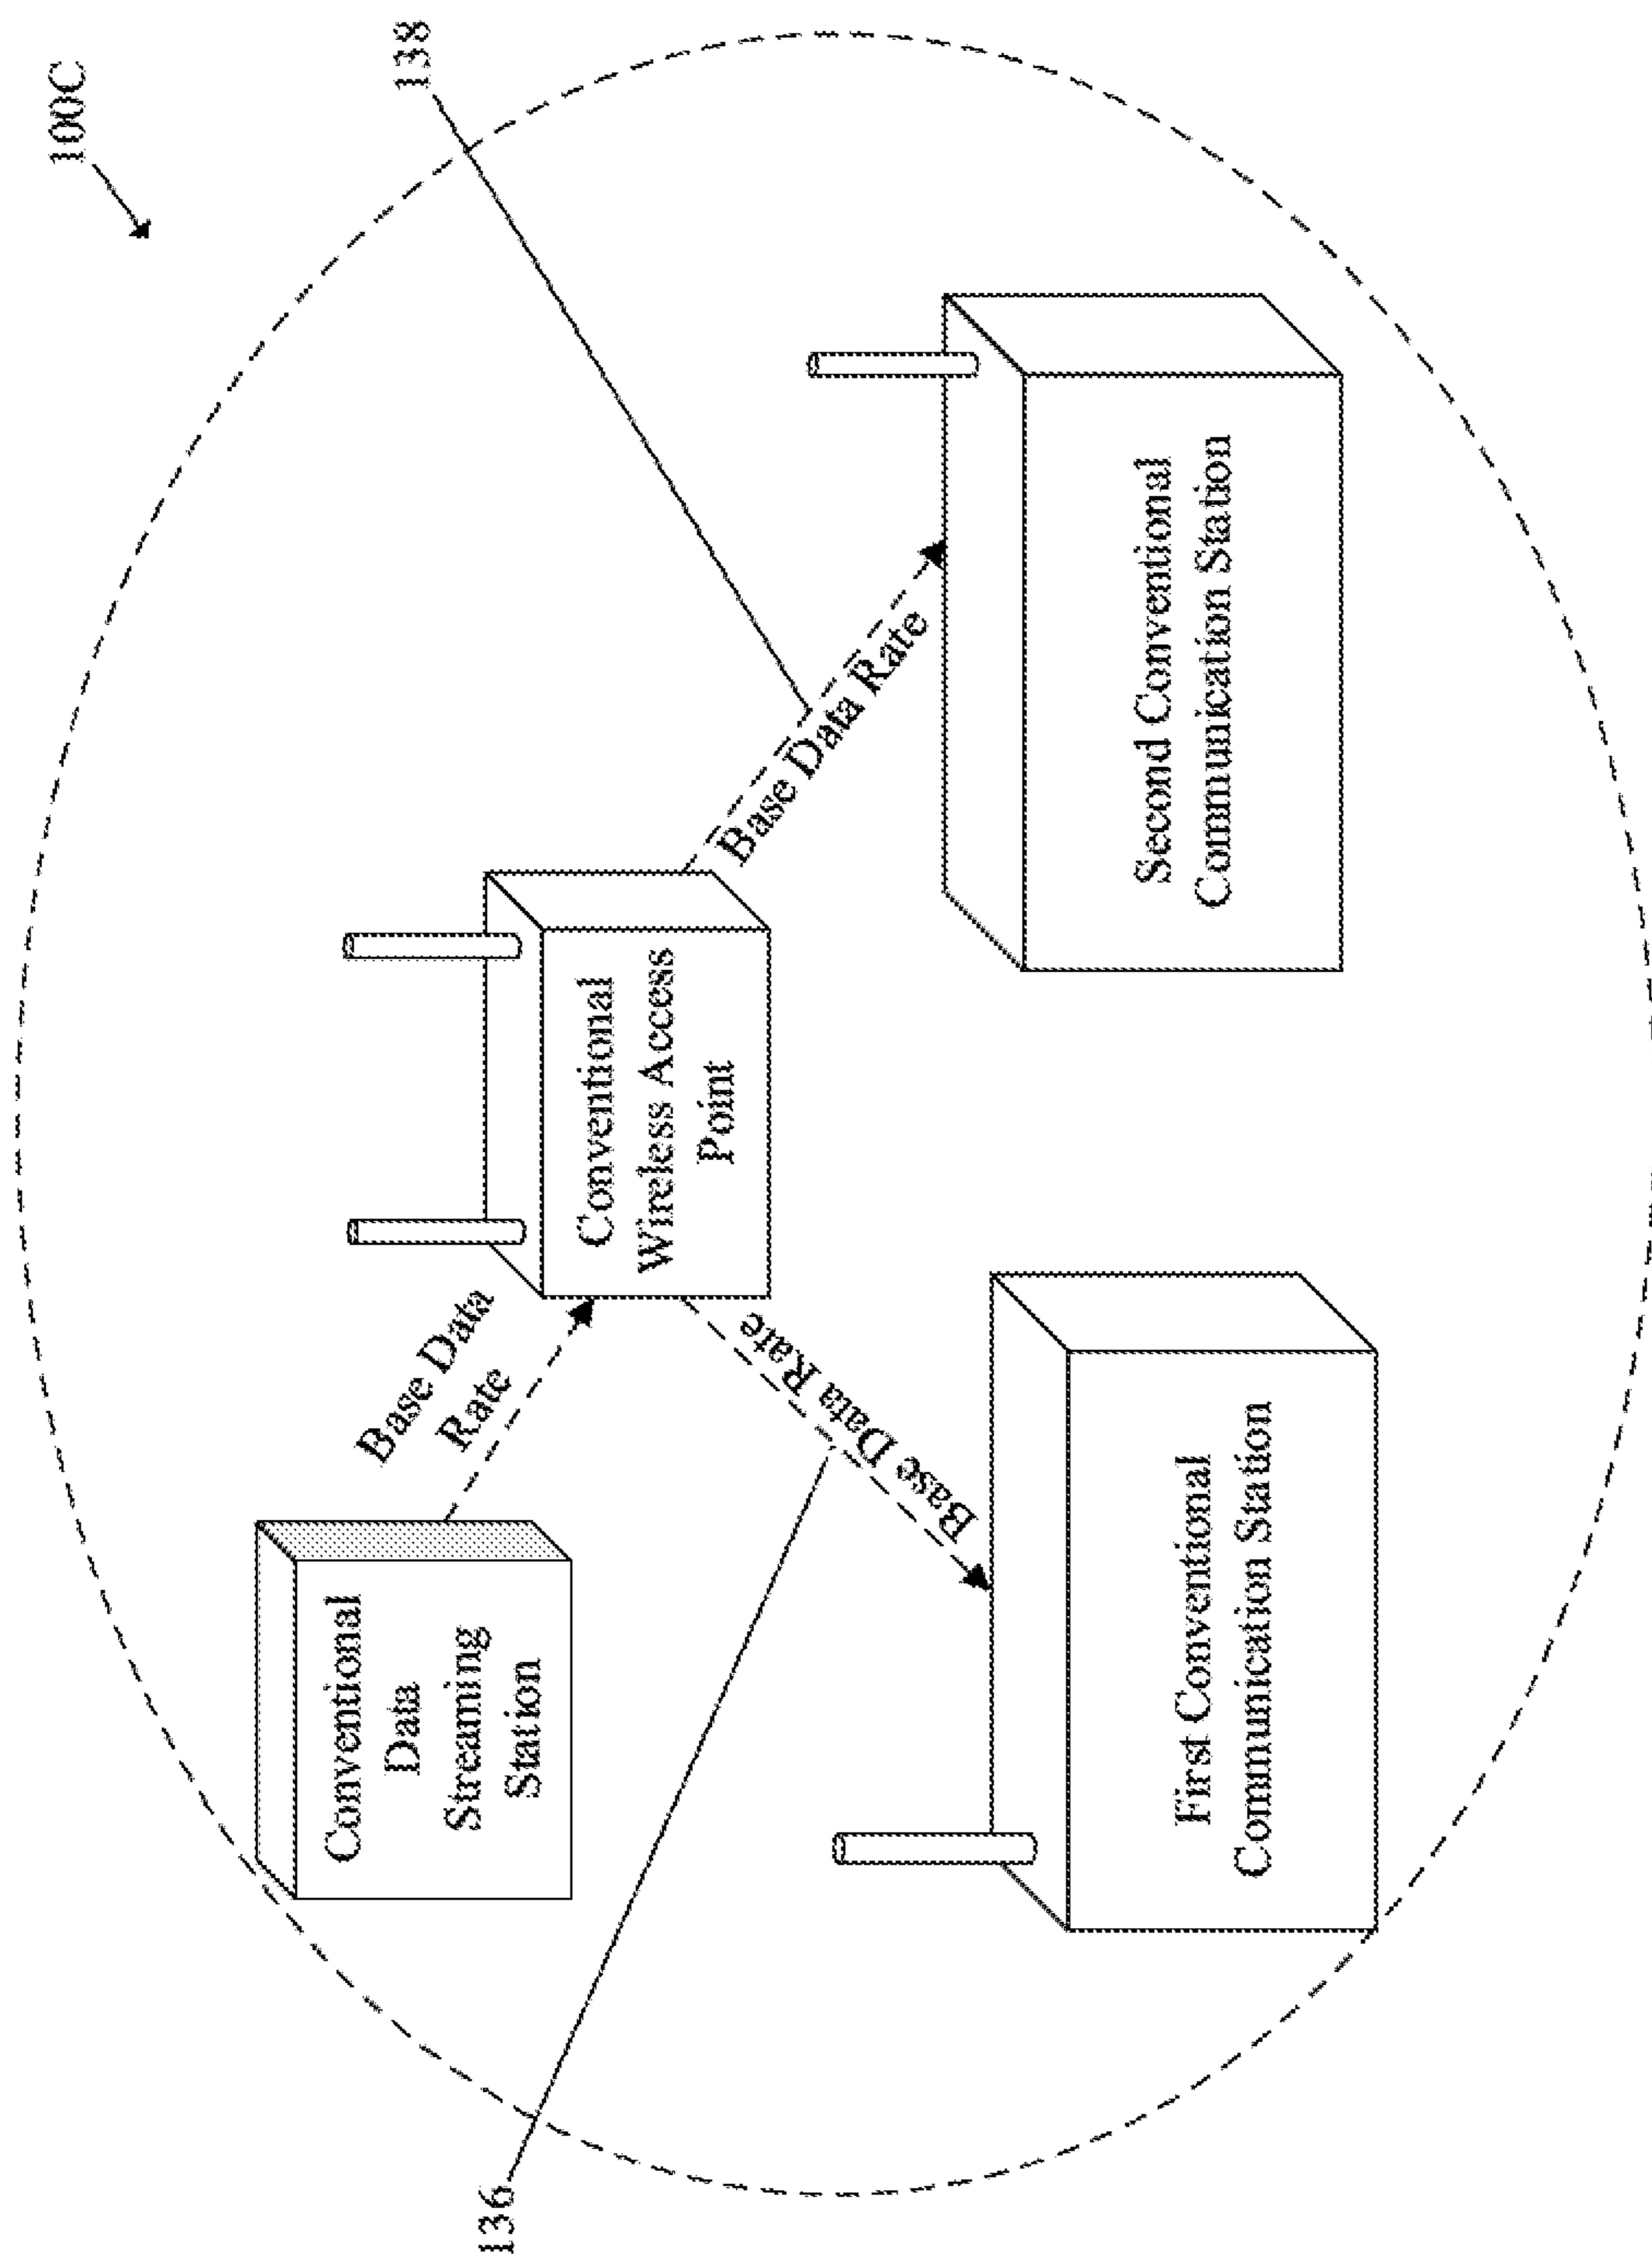 100C
138
Conventional
Data
Streaming
Station
Base Data
Rate
Conventional
Wireless Access
Point
Base Data Rate
Base Data Rate
136
First Conventional
Communication Station
Second Conventional
Communication Station